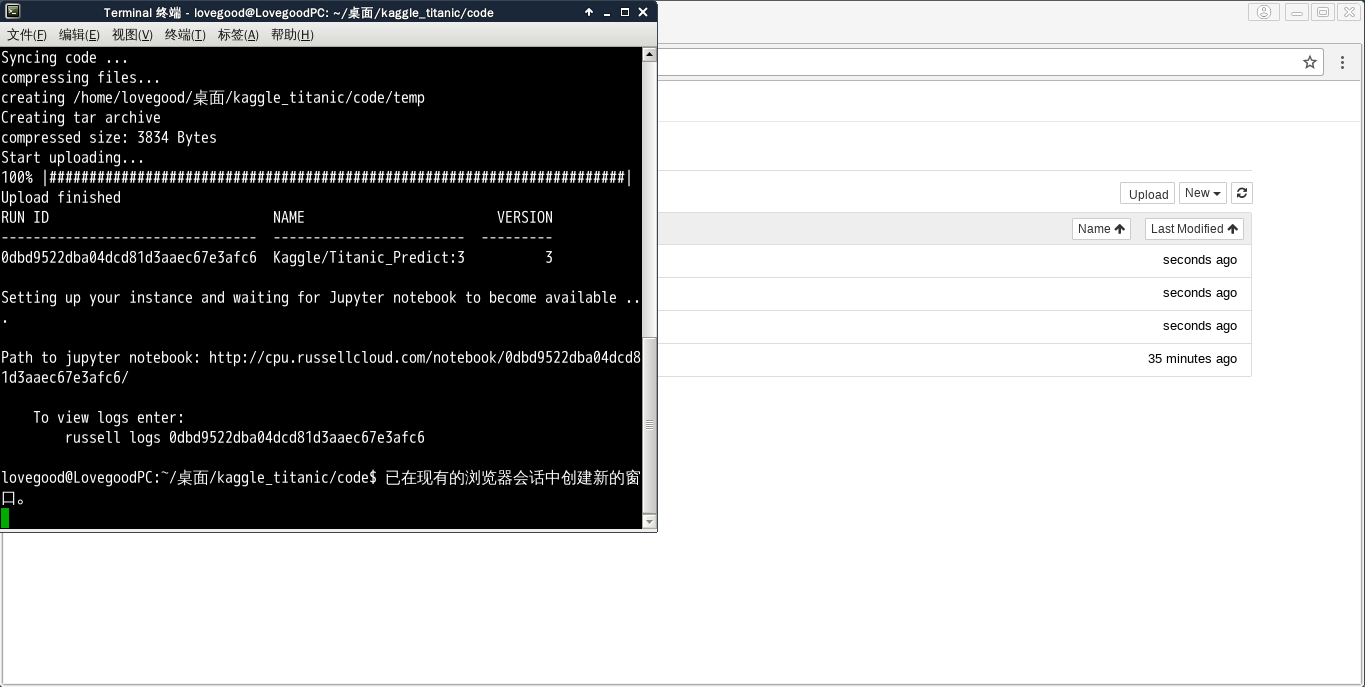 Terminal 终端 - lovegood@LovegoodPC: ~/桌面/kaggle_titanic/code
文件(F) 编辑(E) 视图(V) 终端(T) 标签(A) 帮助(H)
Syncing code ...
compressing files...
creating /home/lovegood/桌面/kaggle_titanic/code/temp
Creating tar archive
compressed size: 3834 Bytes
Start uploading...
100% |########################################################################|
Upload finished
RUN ID NAME VERSION
-------------------------------- ------------------------ ---------
0dbd9522dba04dcd81d3aaec67e3afc6 Kaggle/Titanic_Predict:3 3
Setting up your instance and waiting for Jupyter notebook to become available ..
.
Path to jupyter notebook: http://cpu.russellcloud.com/notebook/0dbd9522dba04dcd8
1d3aaec67e3afc6/
To view logs enter:
russell logs 0dbd9522dba04dcd81d3aaec67e3afc6
lovegood@LovegoodPC:~/桌面/kaggle_titanic/code$ 已在现有的浏览器会话中创建新的窗
口。
Upload New
Name Last Modified
seconds ago
seconds ago
seconds ago
35 minutes ago